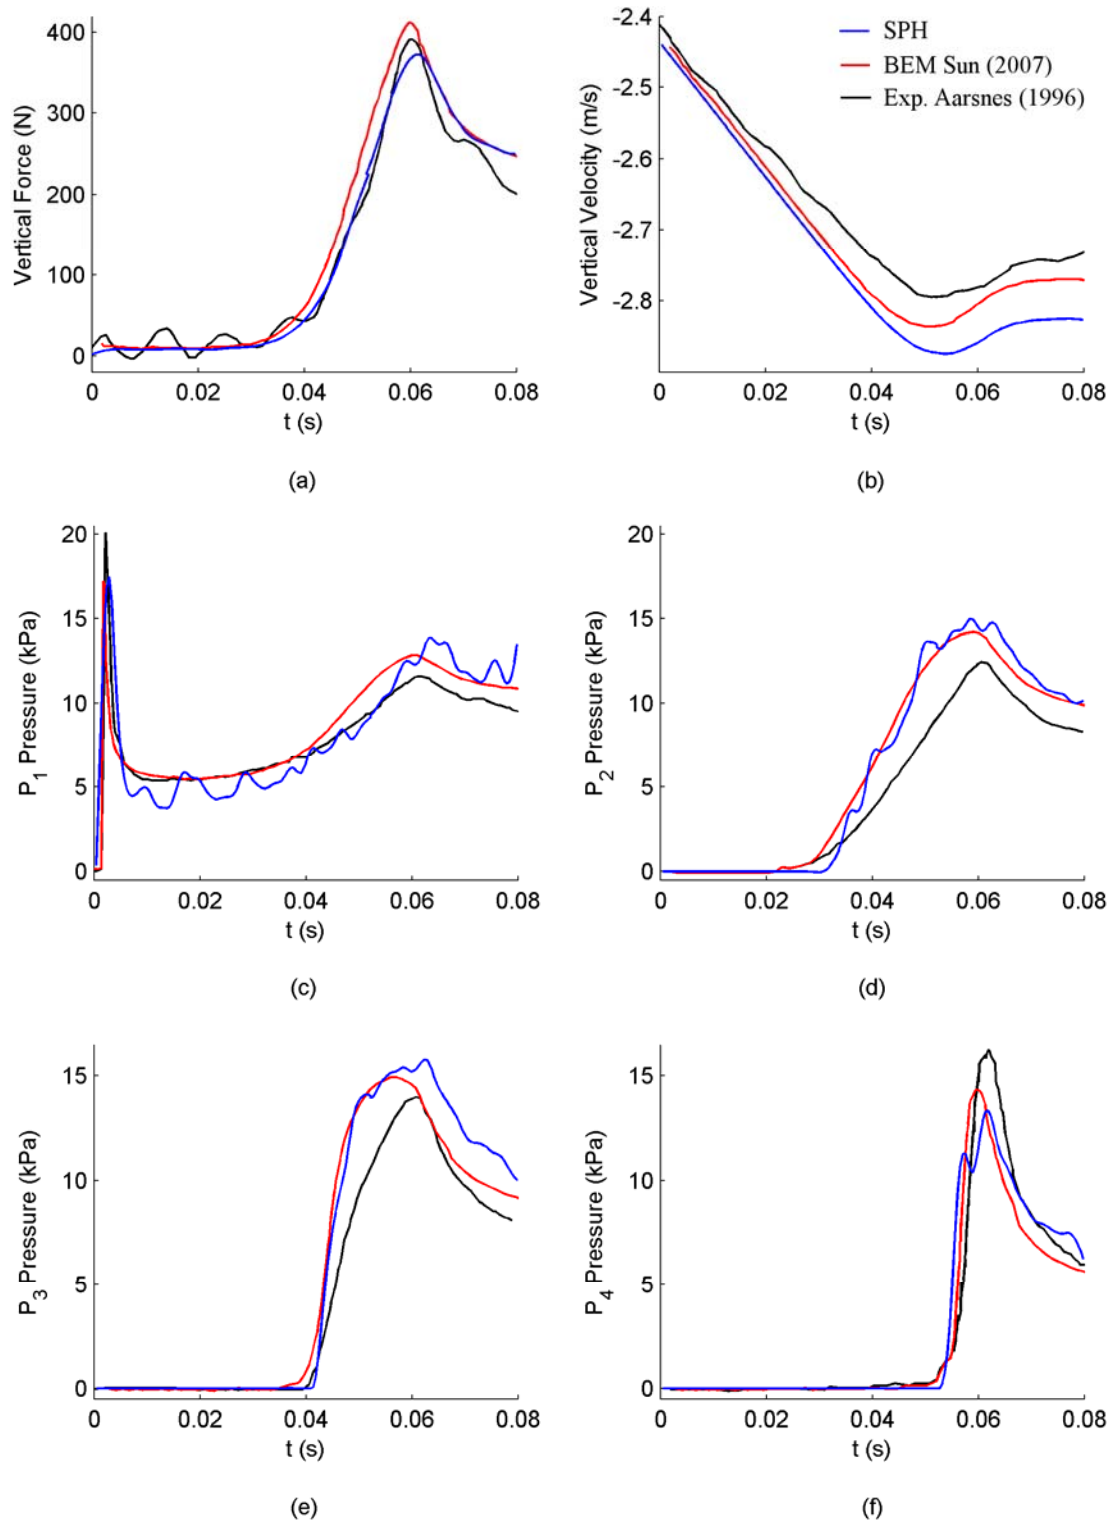 400
300
200
100
0
Vertical Force (N)
0 0.02 0.04 0.06 0.08
t (s)
(a)
-2.4
-2.5
-2.6
-2.7
-2.8
Vertical Velocity (m/s)
SPH
BEM Sun (2007)
Exp. Aarsnes (1996)
0 0.02 0.04 0.06 0.08
t (s)
(b)
20
15
10
5
0
P1 Pressure (kPa)
0 0.02 0.04 0.06 0.08
t (s)
(c)
20
15
10
5
0
P2 Pressure (kPa)
0 0.02 0.04 0.06 0.08
t (s)
(d)
15
10
5
0
P3 Pressure (kPa)
0 0.02 0.04 0.06 0.08
t (s)
(e)
15
10
5
0
P4 Pressure (kPa)
0 0.02 0.04 0.06 0.08
t (s)
(f)